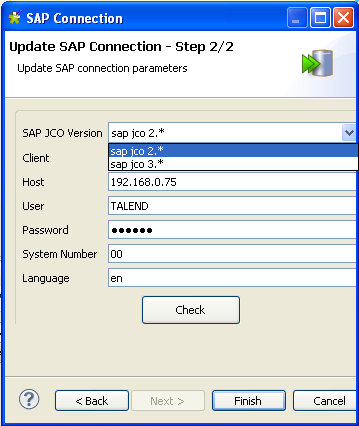 SAP Connection
Update SAP Connection - Step 2/2
Update SAP connection parameters
SAP JCO Version sap jco 2.*
sap jco 2.*
Client sap jco 3.*
Host 192.168.0.75
User TALEND
Password ●●●●●●
System Number 00
Language en
Check
? < Back Next > Finish Cancel